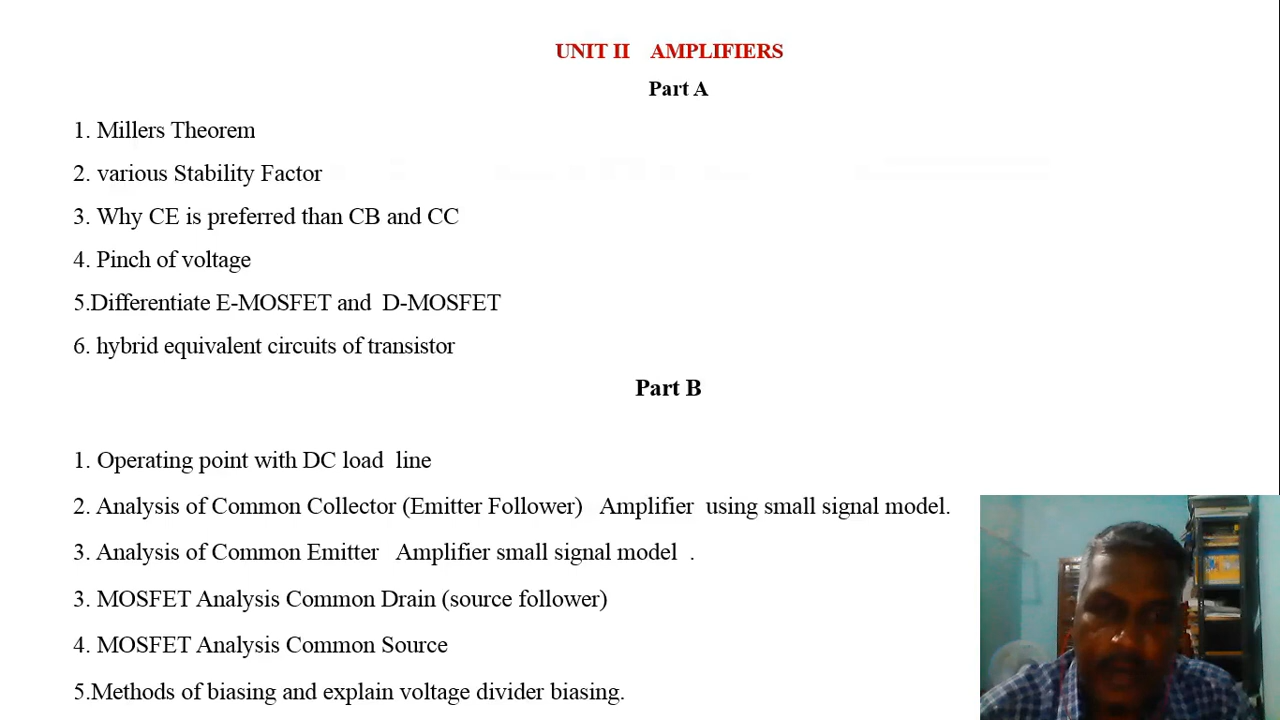 UNIT II AMPLIFIERS
Part A
1. Millers Theorem
2. various Stability Factor
3. Why CE is preferred than CB and CC
4. Pinch of voltage
5.Differentiate E-MOSFET and D-MOSFET
6. hybrid equivalent circuits of transistor
Part B
1. Operating point with DC load line
2. Analysis of Common Collector (Emitter Follower) Amplifier using small signal model.
3. Analysis of Common Emitter Amplifier small signal model .
3. MOSFET Analysis Common Drain (source follower)
4. MOSFET Analysis Common Source
5.Methods of biasing and explain voltage divider biasing.